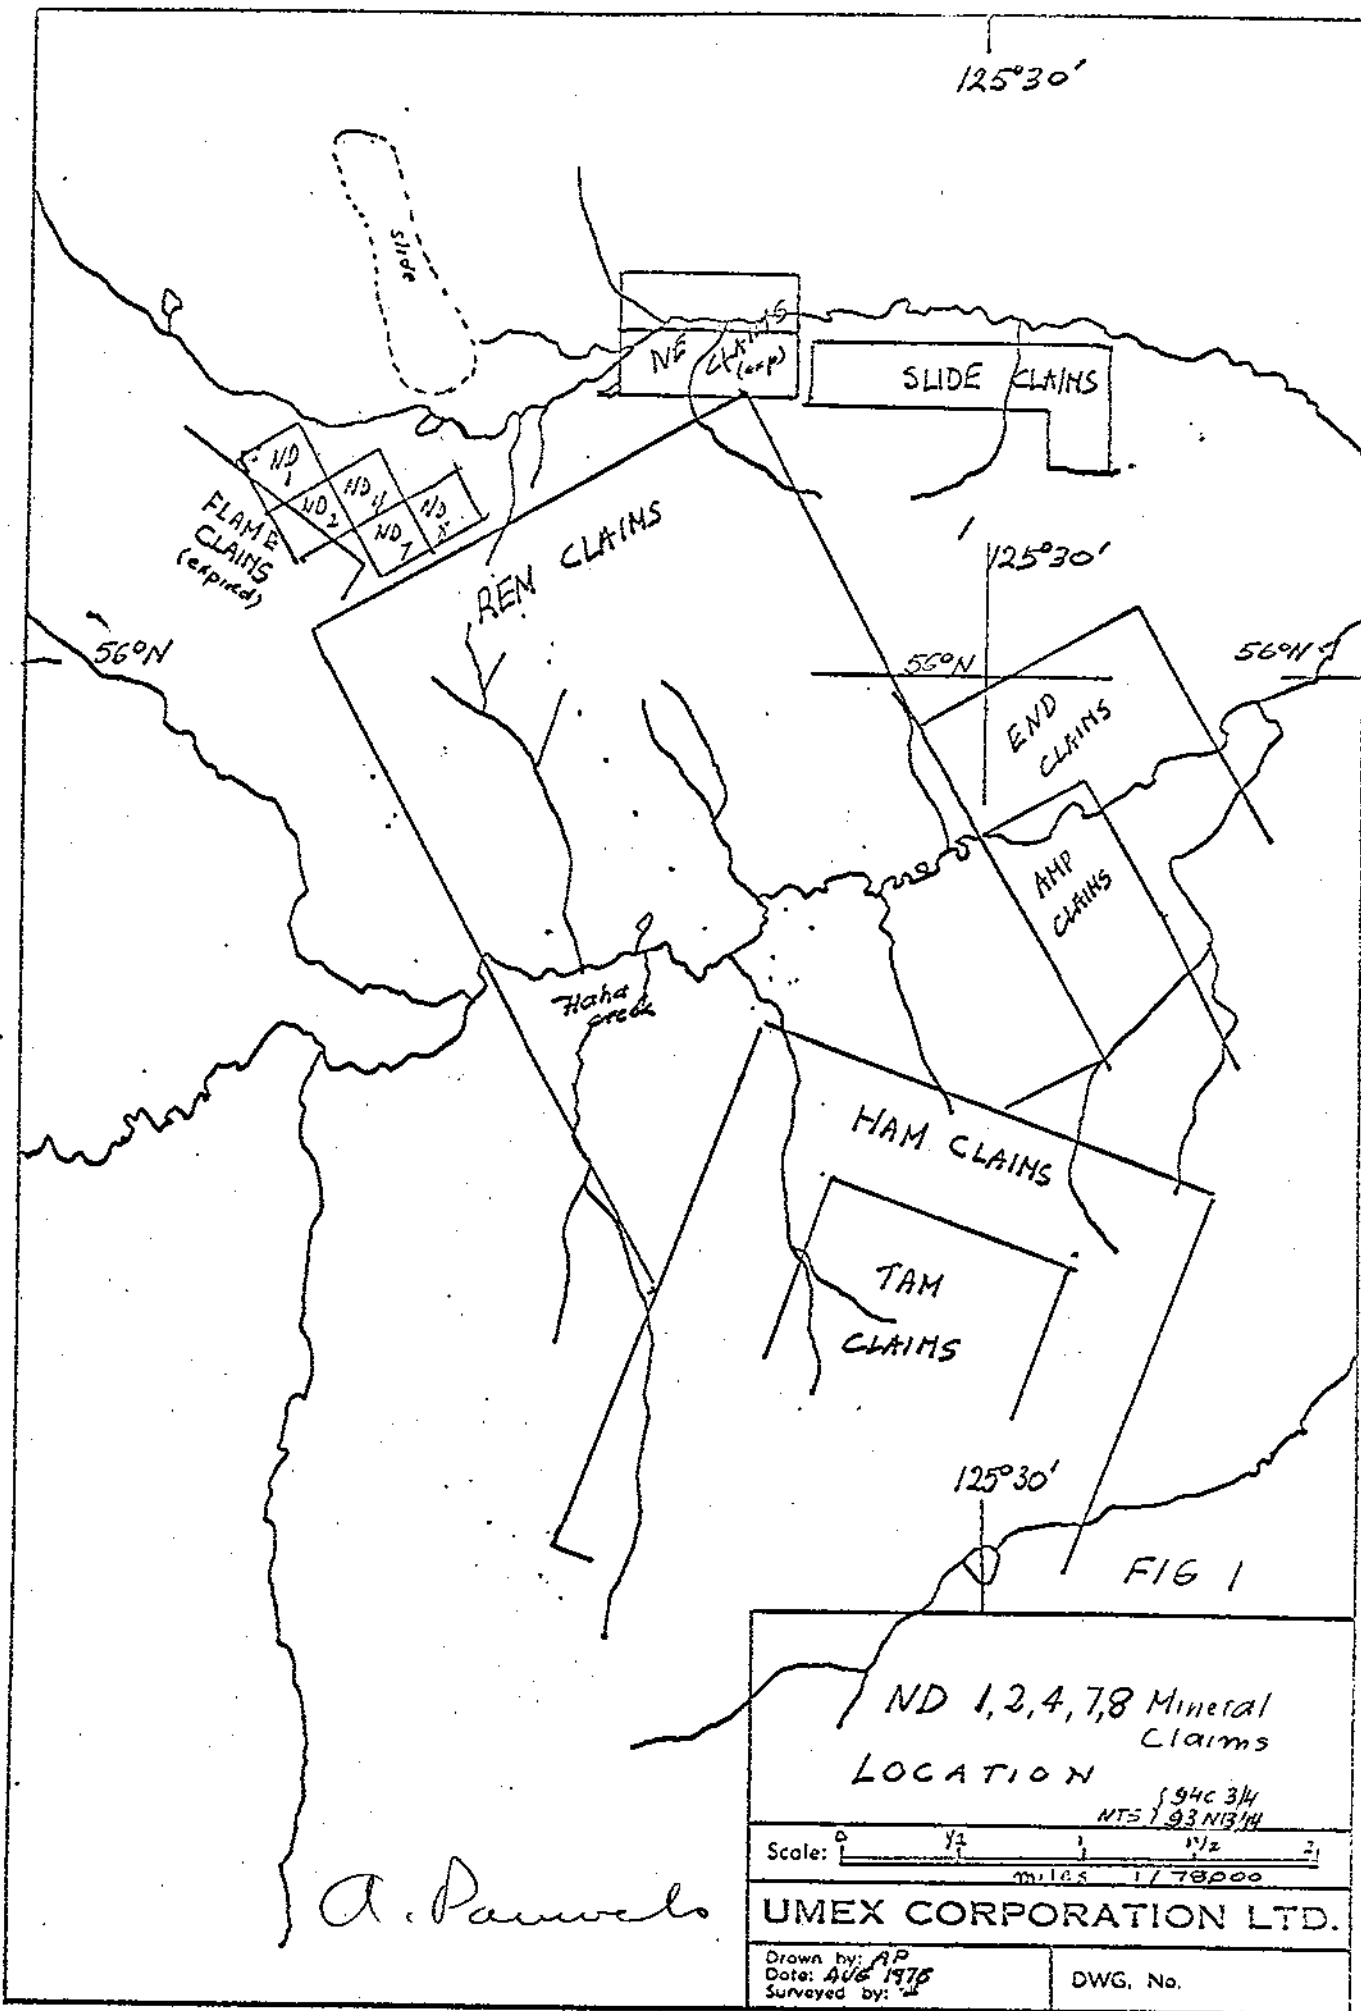 125°30'
slide
NE
(exp)
SLIDE CLAIMS
ND
1
ND
2
ND
4
ND
7
ND
8
FLAME
CLAIMS
(expired)
REM CLAIMS
125°30'
56°N
56°N
56°N
END
CLAIMS
AMP
CLAIMS
Haha
creek
HAM CLAIMS
TAM
CLAIMS
125°30'
FIG 1
ND 1,2,4,7,8 Mineral
Claims
LOCATION
94C 3/4
NTS 93 N13/14
Scale: 0 1/2 1 1 1/2 2
miles 1/78000
UMEX CORPORATION LTD.
Drawn by: AP
Date: AUG 1978
Surveyed by:
DWG. No.
A. Pauwels